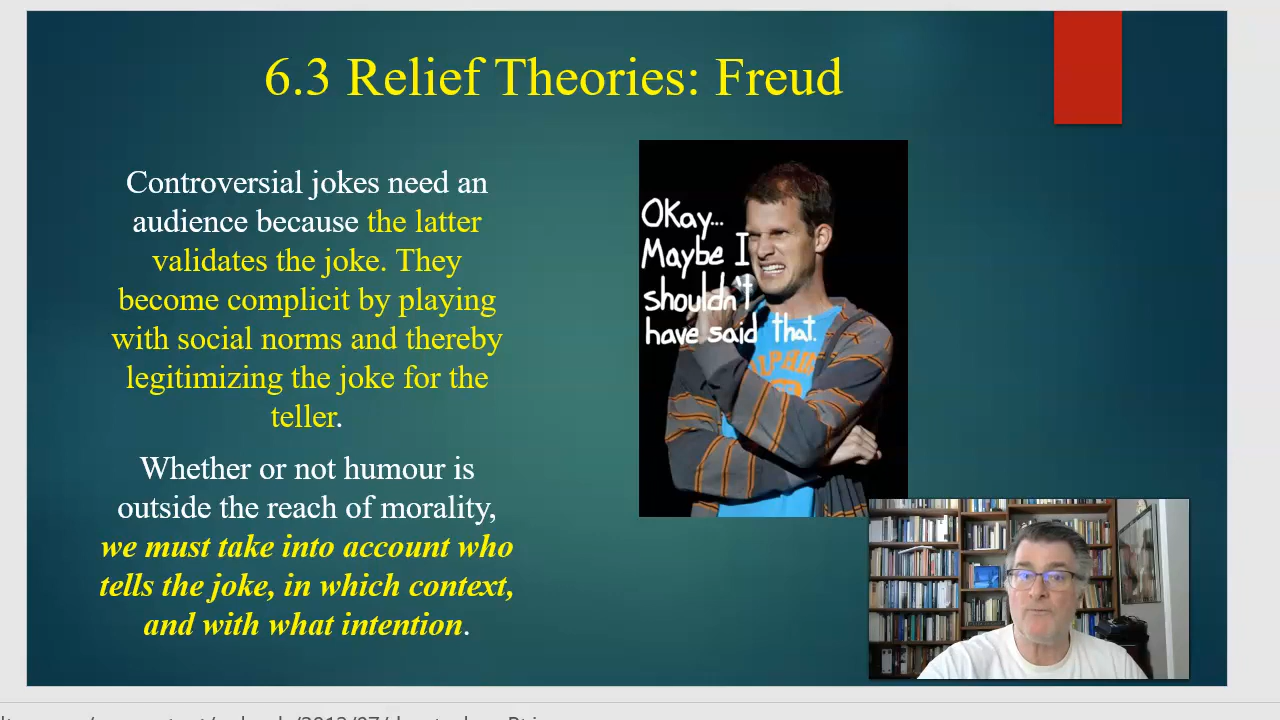 6.3 Relief Theories: Freud
Controversial jokes need an
audience because the latter
validates the joke. They
become complicit by playing
with social norms and thereby
legitimizing the joke for the
teller.
Whether or not humour is
outside the reach of morality,
we must take into account who
tells the joke, in which context,
and with what intention.
Okay...
Maybe I
shouldn't
have said that.